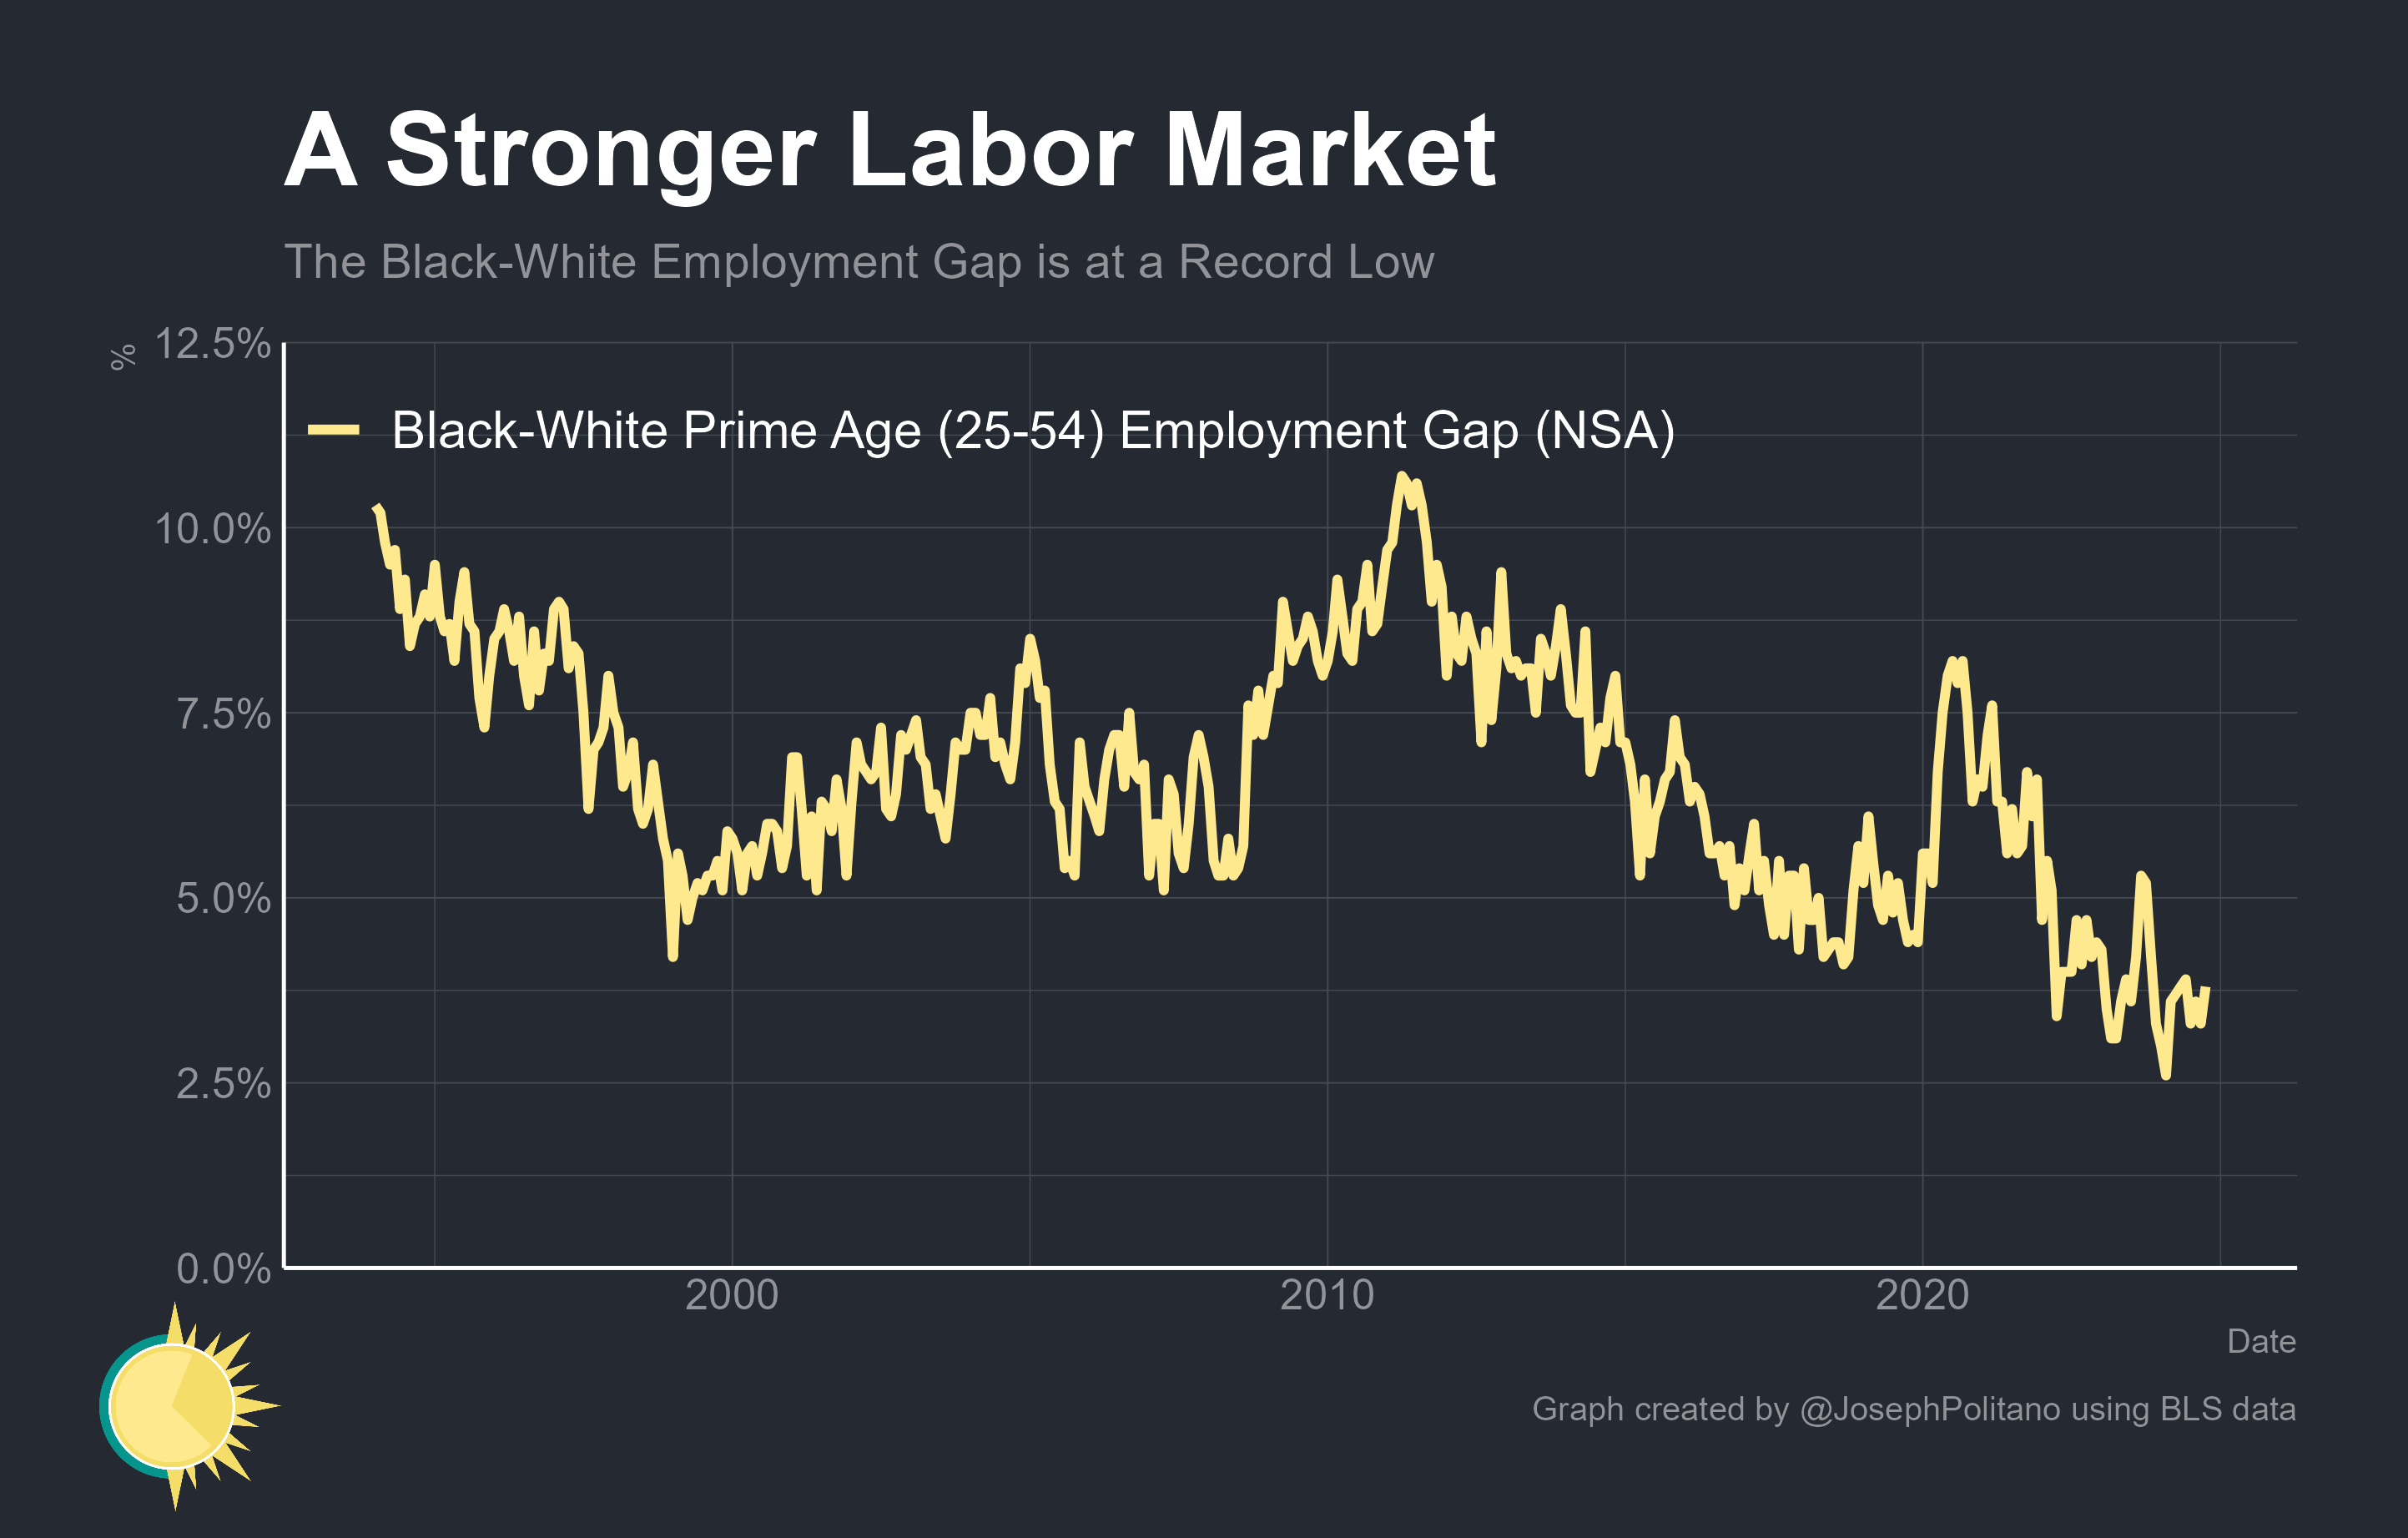 A Stronger Labor Market
The Black-White Employment Gap is at a Record Low
%
12.5%
Black-White Prime Age (25-54) Employment Gap (NSA)
10.0%
7.5%
5.0%
2.5%
0.0%
2000
2010
2020
Date
Graph created by @JosephPolitano using BLS data